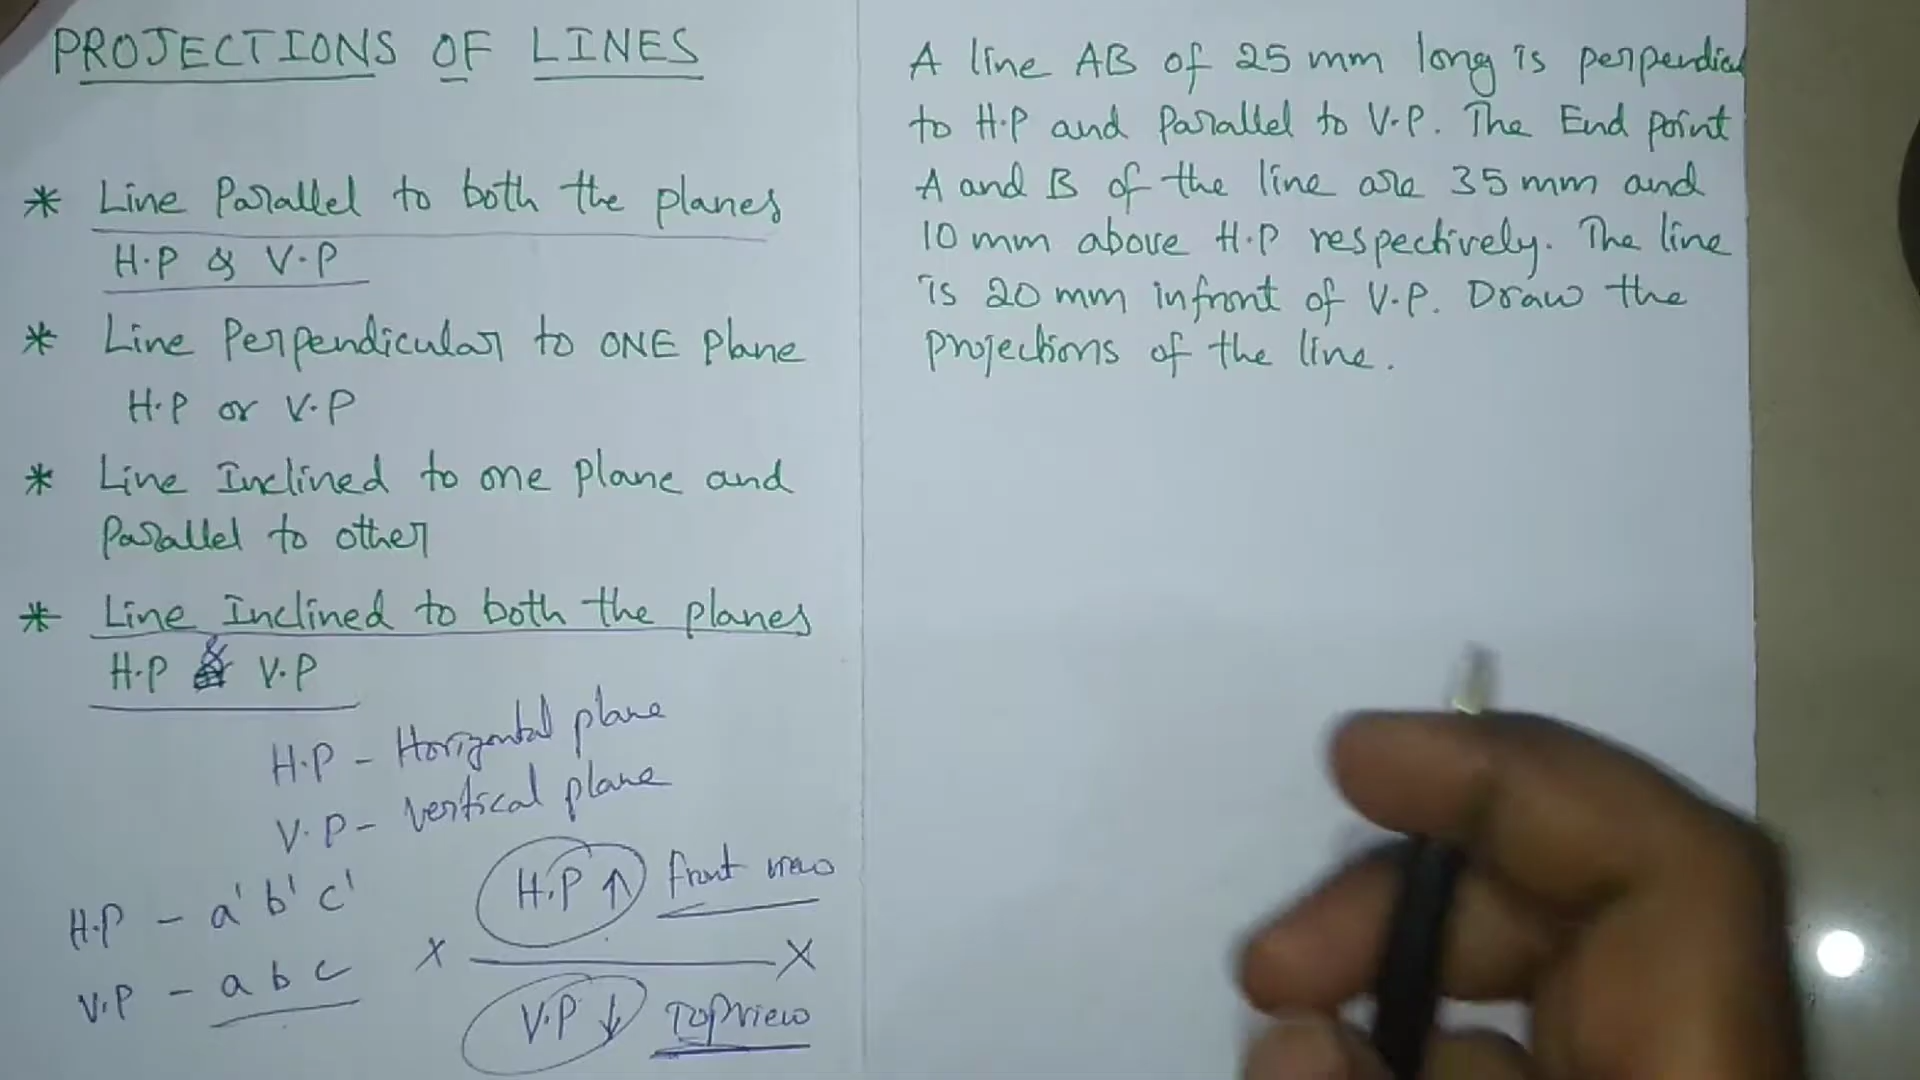 PROJECTIONS OF LINES
* Line Parallel to both the planes
H.P & V.P
* Line Perpendicular to ONE Plane
H.P or V.P
* Line Inclined to one Plane and
Parallel to other
* Line Inclined to both the planes
H.P & V.P
H.P - Horizontal plane
V.P - vertical plane
H.P - a' b' c'
V.P - a b c
H.P ↑ front view
X X
V.P ↓ Top view
A line AB of 25 mm long is perpendicul
to H.P and Parallel to V.P. The End point
A and B of the line are 35 mm and
10 mm above H.P respectively. The line
is 20 mm infront of V.P. Draw the
Projections of the line.